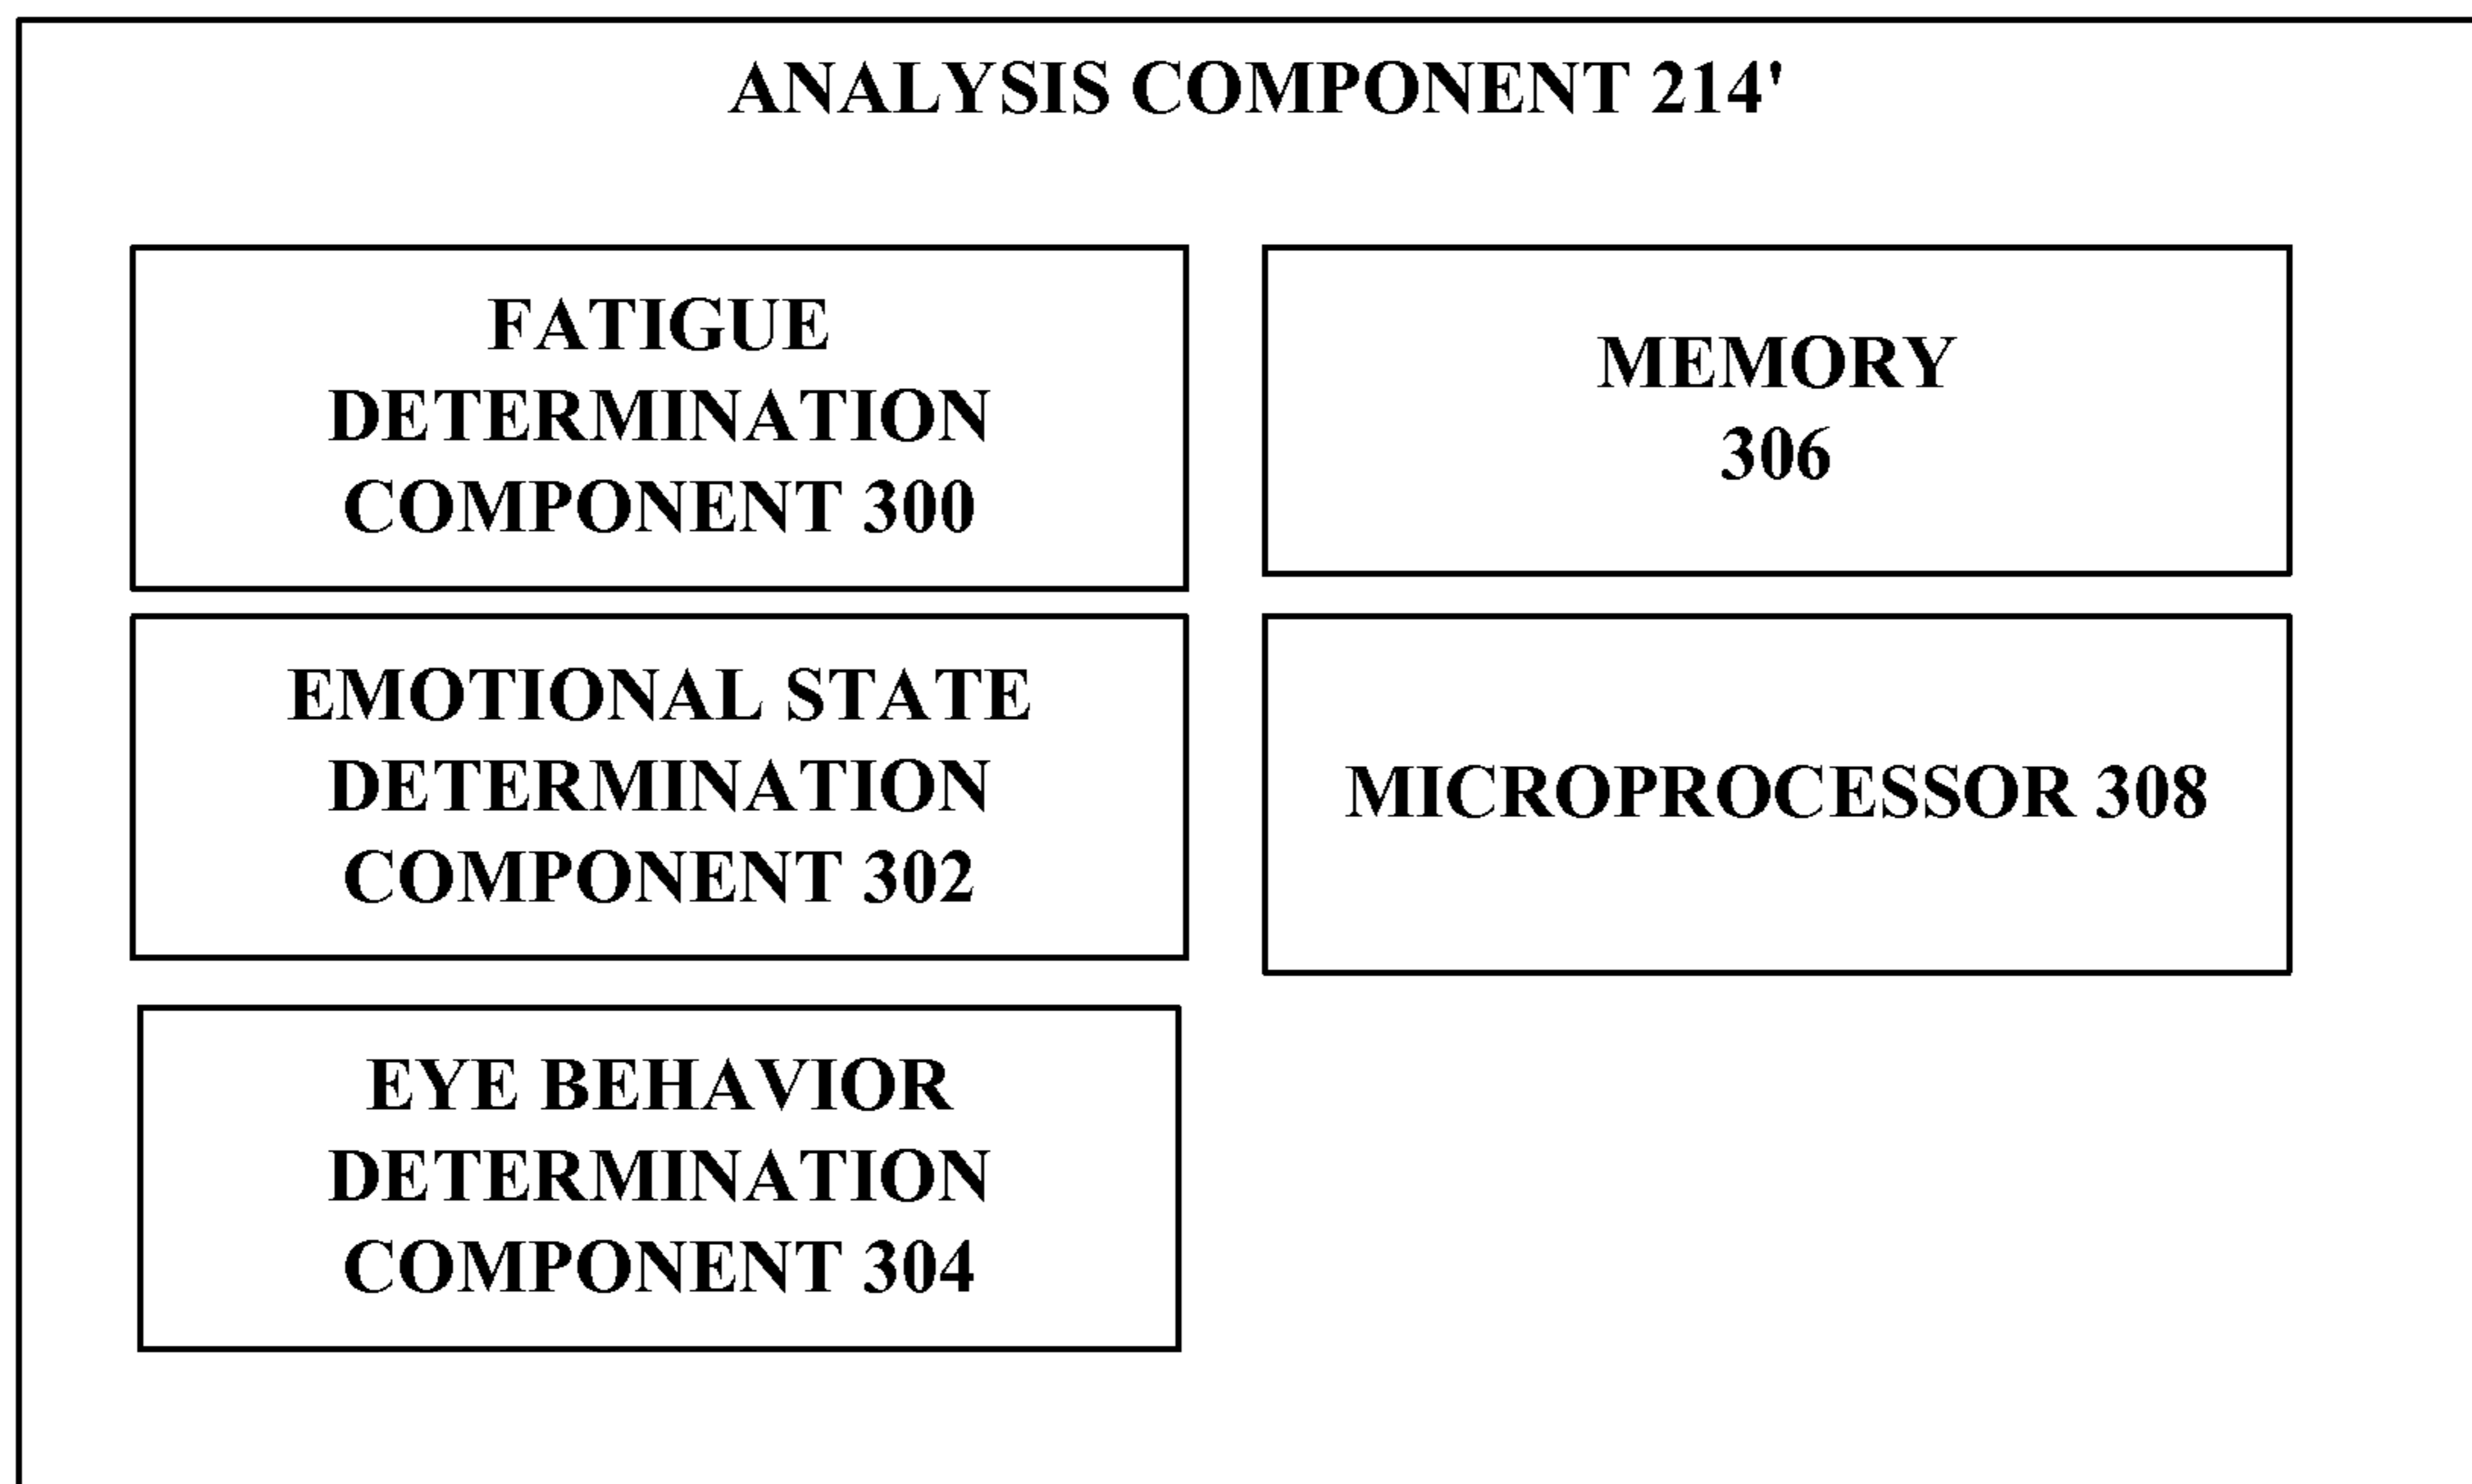 ANALYSIS COMPONENT 214'
FATIGUE
DETERMINATION
COMPONENT 300
MEMORY
306
EMOTIONAL STATE
DETERMINATION
COMPONENT 302
MICROPROCESSOR 308
EYE BEHAVIOR
DETERMINATION
COMPONENT 304